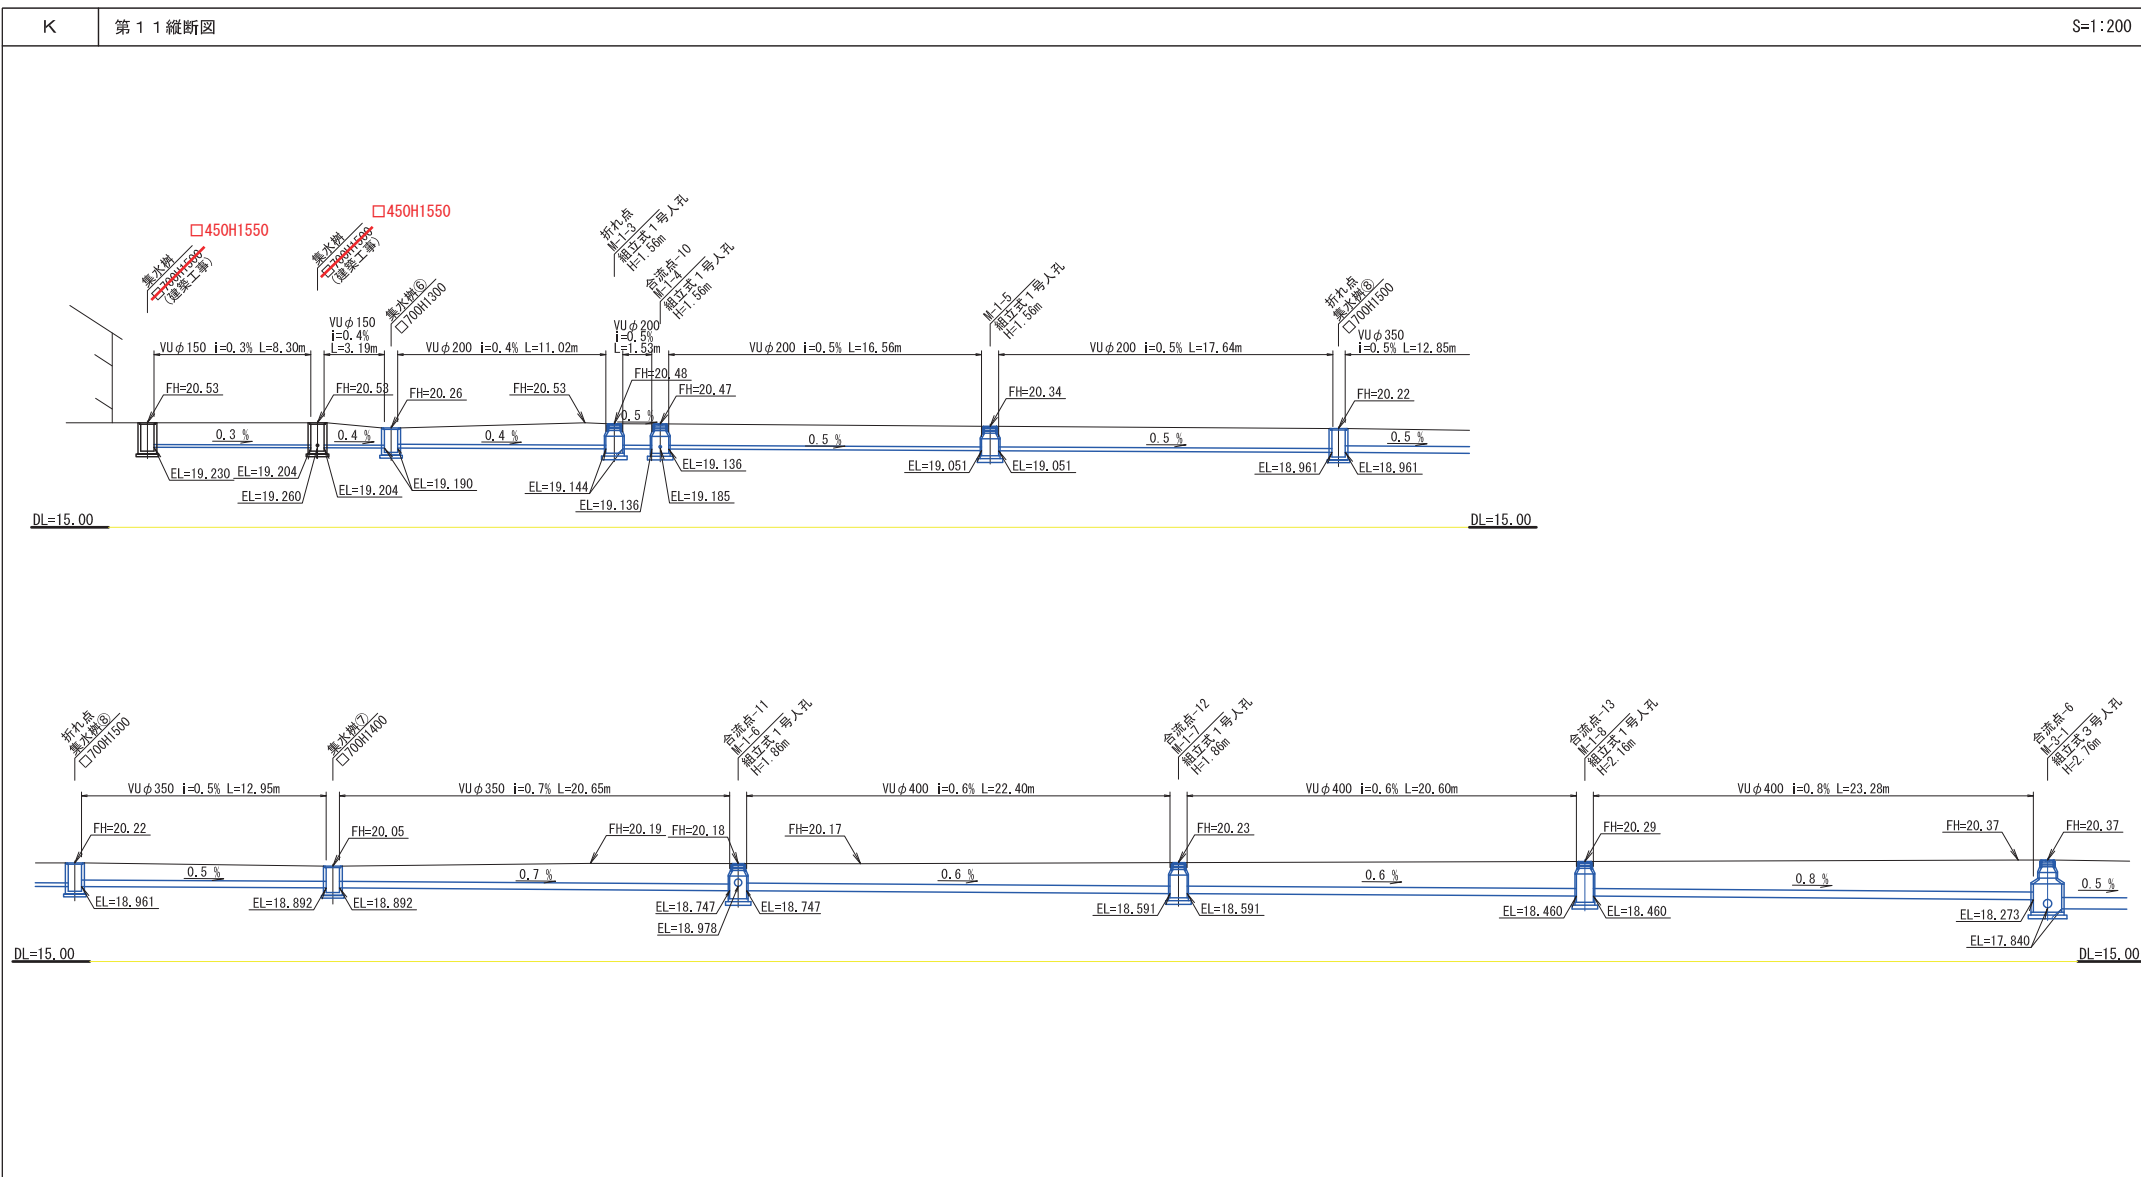 K
第11縦断図
S=1:200
□450H1550
集水桝
□700H1500
(建築工事)
□450H1550
集水桝
□700H1500
(建築工事)
集水桝⑥
□700H1300
折れ点
M-1-3
組立式1号人孔
H=1.56m
合流点-10
M-1-4
組立式1号人孔
H=1.56m
M-1-5
組立式1号人孔
H=1.56m
折れ点
集水桝⑧
□700H1500
VUφ150 i=0.3% L=8.30m
VUφ150
i=0.4%
L=3.19m
VUφ200 i=0.4% L=11.02m
VUφ200
i=0.5%
L=1.53m
VUφ200 i=0.5% L=16.56m
VUφ200 i=0.5% L=17.64m
VUφ350
i=0.5% L=12.85m
FH=20.53
FH=20.53
FH=20.26
FH=20.53
FH=20.48
FH=20.47
FH=20.34
FH=20.22
0.3 %
0.4 %
0.4 %
0.5 %
0.5 %
0.5 %
0.5 %
EL=19.230
EL=19.204
EL=19.260
EL=19.204
EL=19.190
EL=19.144
EL=19.136
EL=19.136
EL=19.185
EL=19.051
EL=19.051
EL=18.961
EL=18.961
DL=15.00
DL=15.00
折れ点
集水桝⑧
□700H1500
集水桝⑦
□700H1400
合流点-11
M-1-6
組立式1号人孔
H=1.86m
合流点-12
M-1-7
組立式1号人孔
H=1.86m
合流点-13
M-1-8
組立式1号人孔
H=2.16m
合流点-6
M-3-1
組立式3号人孔
H=2.76m
VUφ350 i=0.5% L=12.95m
VUφ350 i=0.7% L=20.65m
VUφ400 i=0.6% L=22.40m
VUφ400 i=0.6% L=20.60m
VUφ400 i=0.8% L=23.28m
FH=20.22
FH=20.05
FH=20.19
FH=20.18
FH=20.17
FH=20.23
FH=20.29
FH=20.37
FH=20.37
0.5 %
0.7 %
0.6 %
0.6 %
0.8 %
0.5 %
EL=18.961
EL=18.892
EL=18.892
EL=18.747
EL=18.978
EL=18.747
EL=18.591
EL=18.591
EL=18.460
EL=18.460
EL=18.273
EL=17.840
DL=15.00
DL=15.00